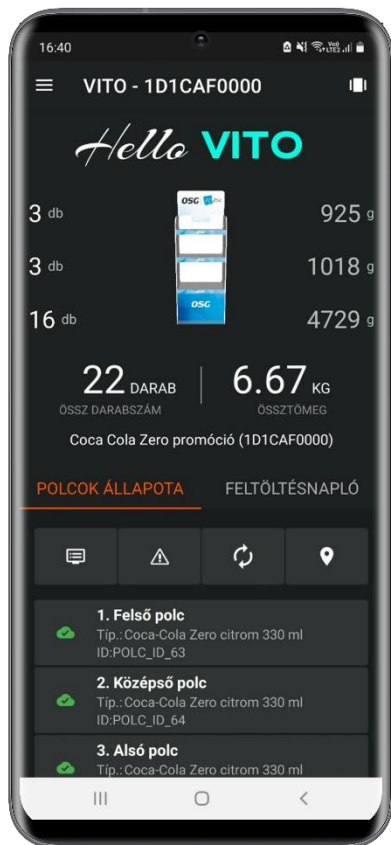 16:40
VITO - 1D1CAF0000
Hello VITO
3 db
925 g
OSG
3 db
1018 g
16 db
4729 g
OSG
22 DARAB
6.67 KG
ÖSSZ DARABSZÁM
ÖSSZTÖMEG
Coca Cola Zero promóció (1D1CAF0000)
POLCOK ÁLLAPOTA
FELTÖLTÉSNAPLÓ
1. Felső polc
Típ.:Coca-Cola Zero citrom 330 ml
ID:POLC_ID_63
2. Középső polc
Típ.:Coca-Cola Zero citrom 330 ml
ID:POLC_ID_64
3. Alsó polc
Típ.:Coca-Cola Zero citrom 330 ml